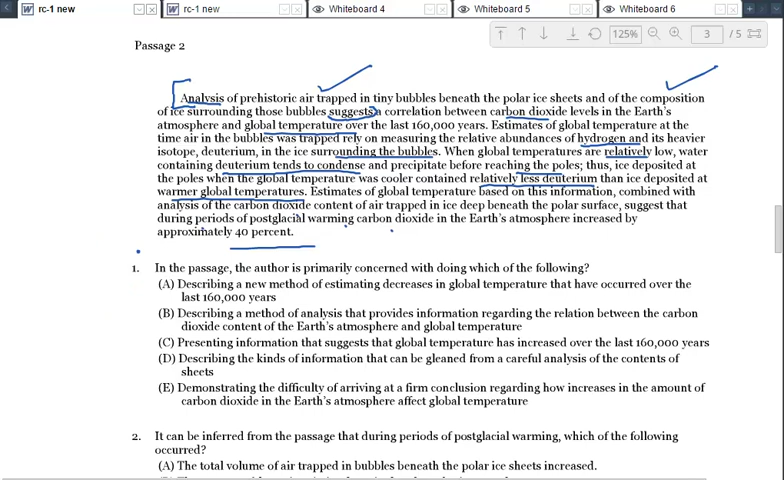 rc-1 new
rc-1 new
Whiteboard 4
Whiteboard 5
Whiteboard 6
125%
3
/ 5
Passage 2
Analysis of prehistoric air trapped in tiny bubbles beneath the polar ice sheets and of the composition
of ice surrounding those bubbles suggests a correlation between carbon dioxide levels in the Earth's
atmosphere and global temperature over the last 160,000 years. Estimates of global temperature at the
time air in the bubbles was trapped rely on measuring the relative abundances of hydrogen and its heavier
isotope, deuterium, in the ice surrounding the bubbles. When global temperatures are relatively low, water
containing deuterium tends to condense and precipitate before reaching the poles; thus, ice deposited at
the poles when the global temperature was cooler contained relatively less deuterium than ice deposited at
warmer global temperatures. Estimates of global temperature based on this information, combined with
analysis of the carbon dioxide content of air trapped in ice deep beneath the polar surface, suggest that
during periods of postglacial warming carbon dioxide in the Earth's atmosphere increased by
approximately 40 percent.
1. In the passage, the author is primarily concerned with doing which of the following?
(A) Describing a new method of estimating decreases in global temperature that have occurred over the
last 160,000 years
(B) Describing a method of analysis that provides information regarding the relation between the carbon
dioxide content of the Earth's atmosphere and global temperature
(C) Presenting information that suggests that global temperature has increased over the last 160,000 years
(D) Describing the kinds of information that can be gleaned from a careful analysis of the contents of
sheets
(E) Demonstrating the difficulty of arriving at a firm conclusion regarding how increases in the amount of
carbon dioxide in the Earth's atmosphere affect global temperature
2. It can be inferred from the passage that during periods of postglacial warming, which of the following
occurred?
(A) The total volume of air trapped in bubbles beneath the polar ice sheets increased.